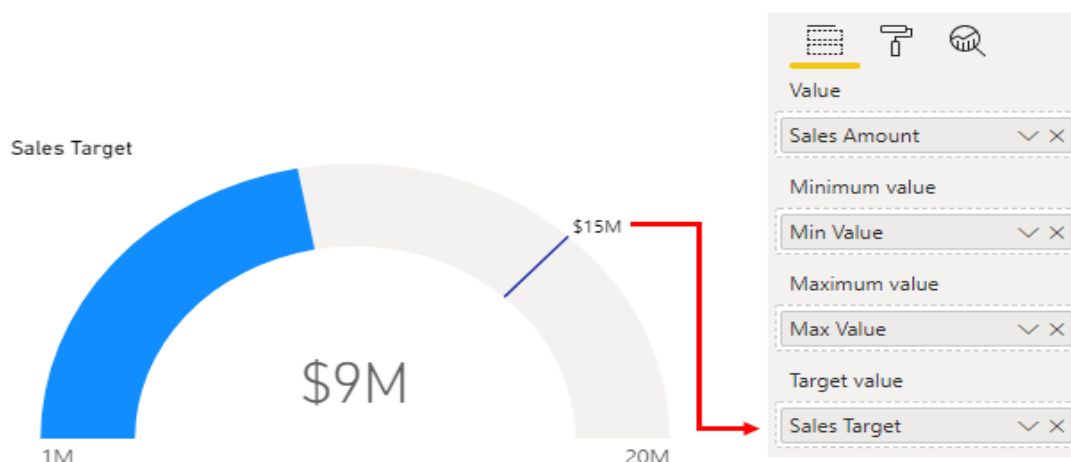 Sales Target
$15M
$9M
1M
20M
Value
Sales Amount
Minimum value
Min Value
Maximum value
Max Value
Target value
Sales Target